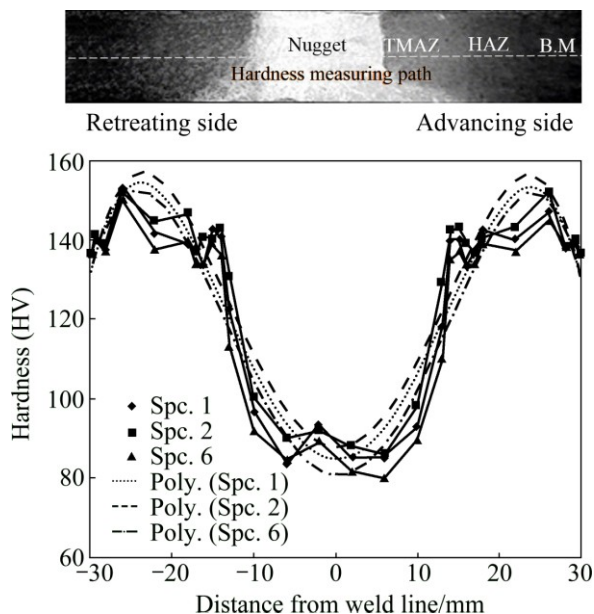 Nugget TMAZ HAZ B.M
Hardness measuring path
Retreating side Advancing side
160
140
120
100
80
60
Hardness (HV)
Spc. 1
Spc. 2
Spc. 6
Poly. (Spc. 1)
Poly. (Spc. 2)
Poly. (Spc. 6)
−30 −20 −10 0 10 20 30
Distance from weld line/mm